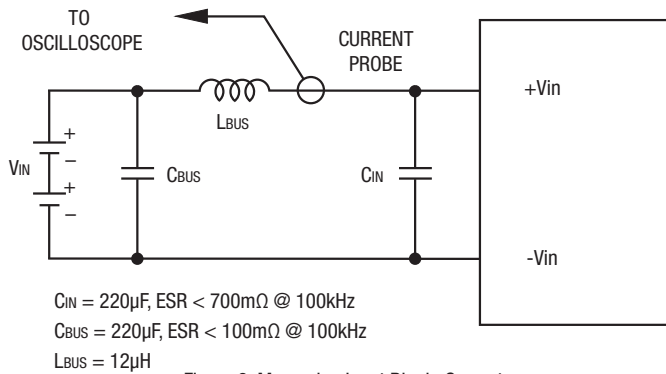 TO
OSCILLOSCOPE
CURRENT
PROBE
LBUS
+Vin
VIN
+
−
+
−
CBUS
CIN
-Vin
CIN = 220µF, ESR < 700mΩ @ 100kHz
CBUS = 220µF, ESR < 100mΩ @ 100kHz
LBUS = 12µH